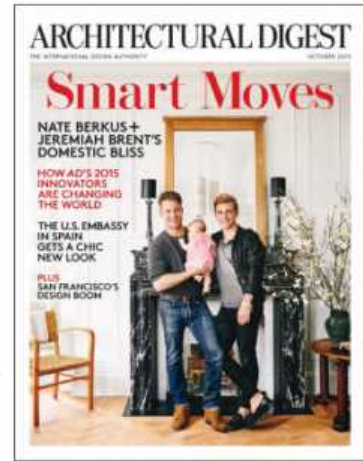 ARCHITECTURAL DIGEST
THE INTERNATIONAL DESIGN AUTHORITY
OCTOBER 2015
Smart Moves
NATE BERKUS+
JEREMIAH BRENT'S
DOMESTIC BLISS
HOW AD'S 2015
INNOVATORS
ARE CHANGING
THE WORLD
THE U.S. EMBASSY
IN SPAIN
GETS A CHIC
NEW LOOK
PLUS
SAN FRANCISCO'S
DESIGN BOOM